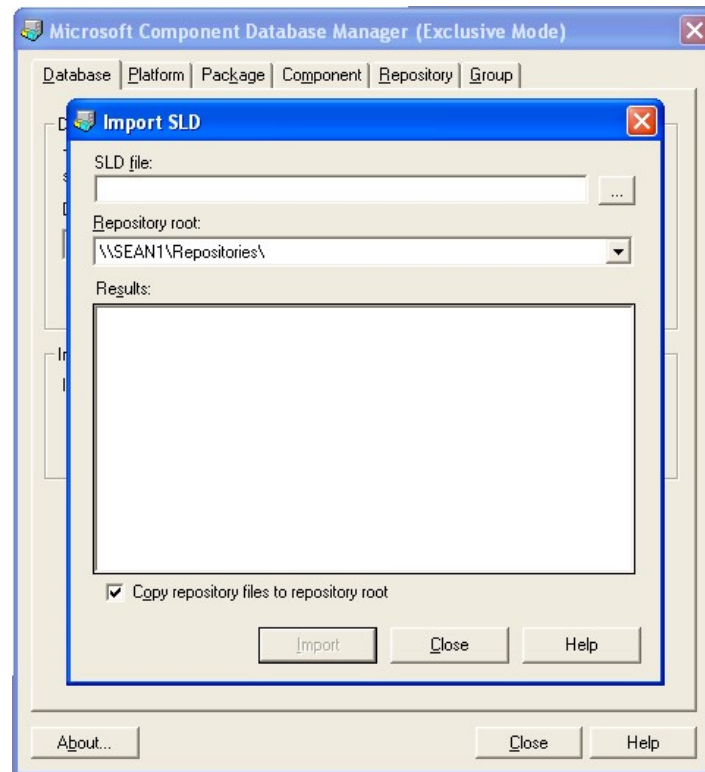 Microsoft Component Database Manager (Exclusive Mode)
Database Platform Package Component Repository Group
Import SLD
SLD file:
...
Repository root:
\\SEAN1\Repositories\
Results:
Copy repository files to repository root
Import Close Help
About... Close Help